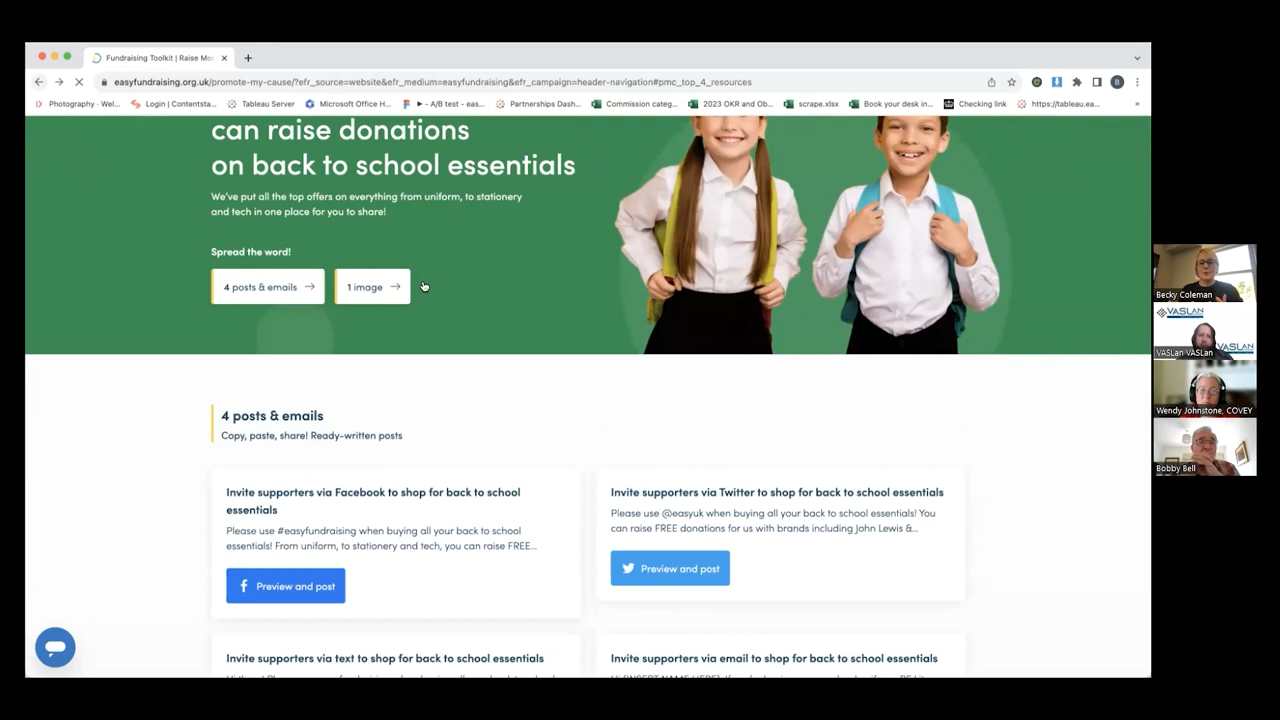 Fundraising Toolkit | Raise Mo
easyfundraising.org.uk/promote-my-cause/?efr_source=website&efr_medium=easyfundraising&efr_campaign=header-navigation#pmc_top_4_resources
B
Photography - Wel...
Login | Contentsta...
Tableau Server
Microsoft Office H...
- A/B test - eas...
Partnerships Dash...
Commission categ...
2023 OKR and Ob...
scrape.xlsx
Book your desk in...
Checking link
https://tableau.ea...
can raise donations
on back to school essentials
We've put all the top offers on everything from uniform, to stationery
and tech in one place for you to share!
Spread the word!
4 posts & emails →
1 image →
4 posts & emails
Copy, paste, share! Ready-written posts
Invite supporters via Facebook to shop for back to school
essentials
Please use #easyfundraising when buying all your back to school
essentials! From uniform, to stationery and tech, you can raise FREE...
Preview and post
Invite supporters via Twitter to shop for back to school essentials
Please use @easyuk when buying all your back to school essentials! You
can raise FREE donations for us with brands including John Lewis &...
Preview and post
Invite supporters via text to shop for back to school essentials
Invite supporters via email to shop for back to school essentials
Becky Coleman
VASLan
VASLan
VASLan VASLan
Wendy Johnstone, COVEY
Bobby Bell